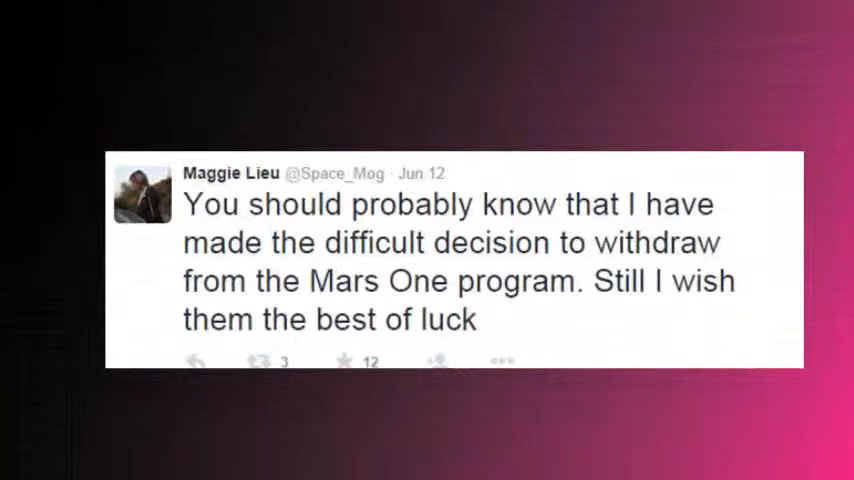 Maggie Lieu @Space_Mog · Jun 12
You should probably know that I have
made the difficult decision to withdraw
from the Mars One program. Still I wish
them the best of luck
3 12